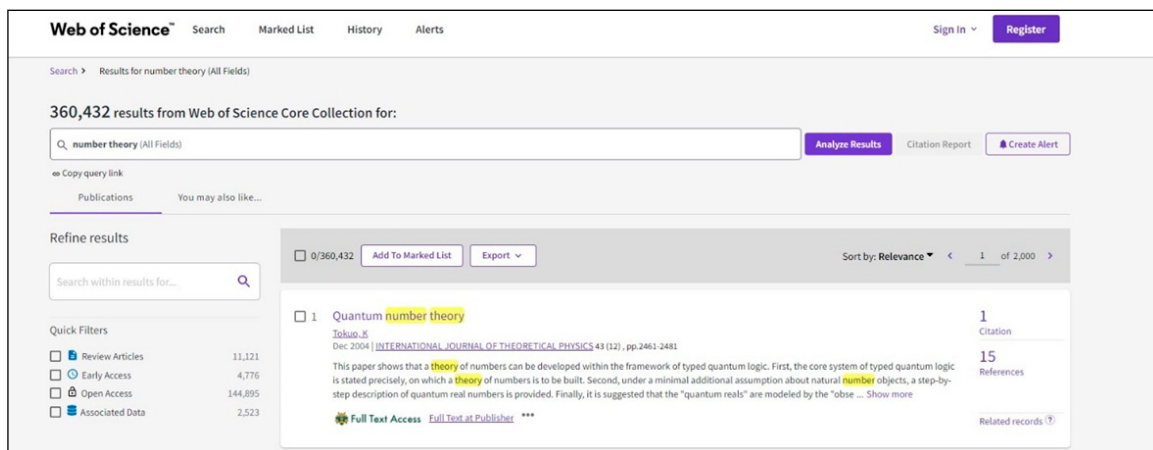 Web of Science™ Search Marked List History Alerts Sign In Register
Search > Results for number theory (All Fields)
360,432 results from Web of Science Core Collection for:
number theory (All Fields) Analyze Results Citation Report Create Alert
Copy query link
Publications You may also like...
Refine results
0/360,432 Add To Marked List Export Sort by: Relevance < 1 of 2,000 >
Search within results for...
1 Quantum number theory 1
Tokuo, K Citation
Dec 2004 | INTERNATIONAL JOURNAL OF THEORETICAL PHYSICS 43 (12) , pp.2461-2481
Quick Filters
Review Articles 11,121
Early Access 4,776
Open Access 144,895
Associated Data 2,523
This paper shows that a theory of numbers can be developed within the framework of typed quantum logic. First, the core system of typed quantum logic
is stated precisely, on which a theory of numbers is to be built. Second, under a minimal additional assumption about natural number objects, a step-by-
step description of quantum real numbers is provided. Finally, it is suggested that the "quantum reals" are modeled by the "obse ... Show more
15
References
Full Text Access Full Text at Publisher •••
Related records ?